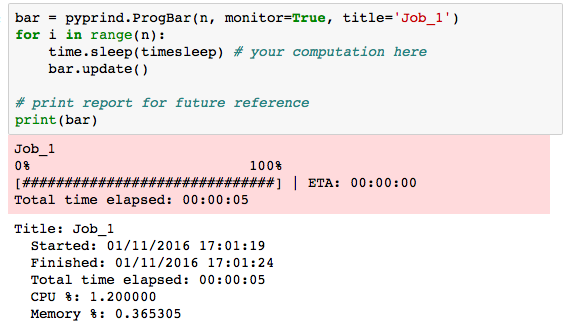 bar = pyprind.ProgBar(n, monitor=True, title='Job_1')
for i in range(n):
    time.sleep(timesleep) # your computation here
    bar.update()

# print report for future reference
print(bar)
Job_1
0%                          100%
[##############################] | ETA: 00:00:00
Total time elapsed: 00:00:05
Title: Job_1
  Started: 01/11/2016 17:01:19
  Finished: 01/11/2016 17:01:24
  Total time elapsed: 00:00:05
  CPU %: 1.200000
  Memory %: 0.365305